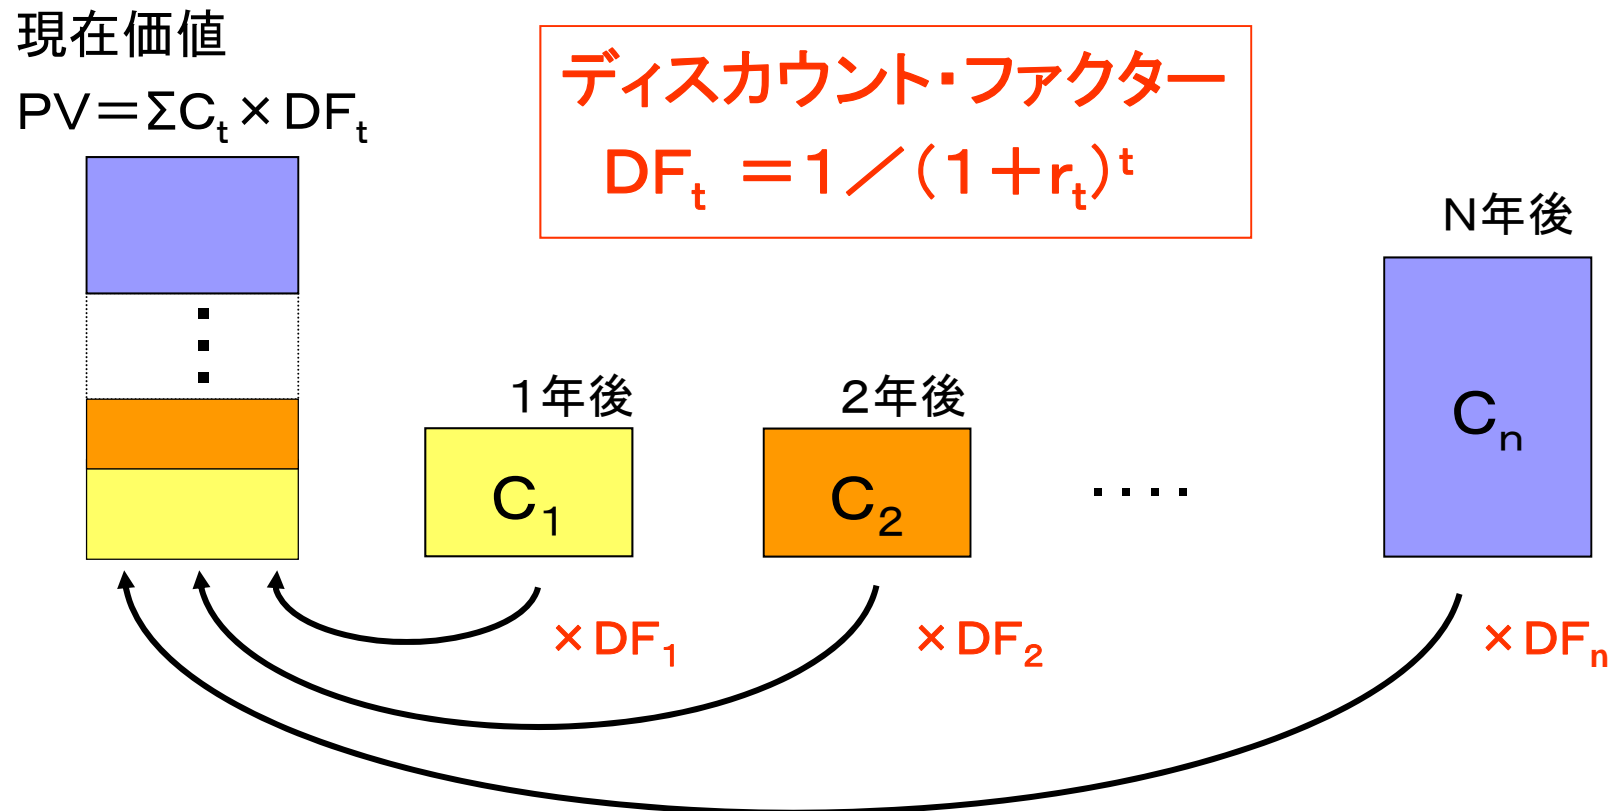 現在価値
PV＝ΣCt×DFt
ディスカウント・ファクター
DFt ＝1／(1＋rt)t
N年後
1年後
2年後
Cn
C1
C2
・・・・
×DF1
×DF2
×DFn